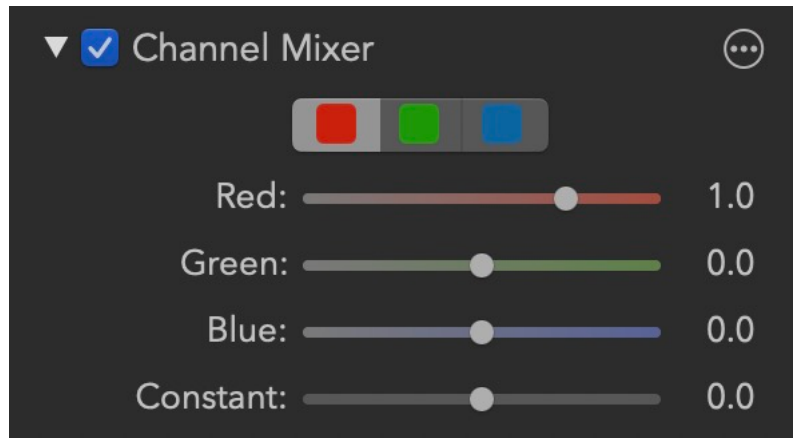 Channel Mixer
Red: 1.0
Green: 0.0
Blue: 0.0
Constant: 0.0